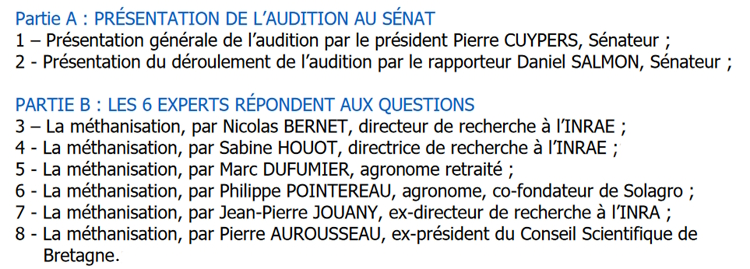 Partie A : PRÉSENTATION DE L’AUDITION AU SÉNAT
1 – Présentation générale de l’audition par le président Pierre CUYPERS, Sénateur ;
2 - Présentation du déroulement de l’audition par le rapporteur Daniel SALMON, Sénateur ;
PARTIE B : LES 6 EXPERTS RÉPONDENT AUX QUESTIONS
3 – La méthanisation, par Nicolas BERNET, directeur de recherche à l’INRAE ;
4 - La méthanisation, par Sabine HOUOT, directrice de recherche à l’INRAE ;
5 - La méthanisation, par Marc DUFUMIER, agronome retraité ;
6 - La méthanisation, par Philippe POINTEREAU, agronome, co-fondateur de Solagro ;
7 - La méthanisation, par Jean-Pierre JOUANY, ex-directeur de recherche à l’INRA ;
8 - La méthanisation, par Pierre AUROUSSEAU, ex-président du Conseil Scientifique de
Bretagne.